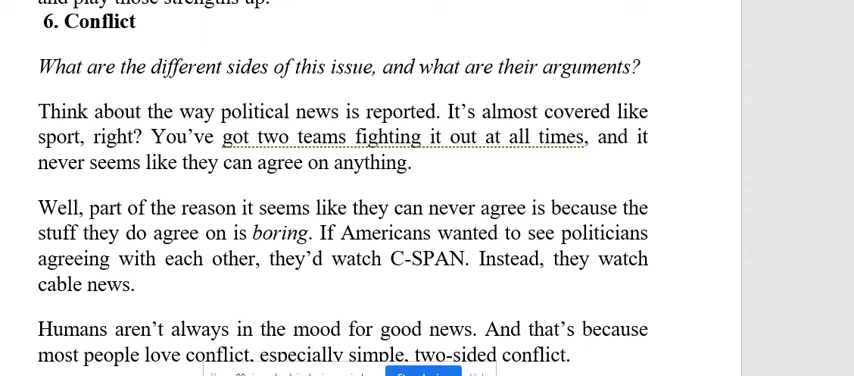 and play those strengths up.
6. Conflict
What are the different sides of this issue, and what are their arguments?
Think about the way political news is reported. It’s almost covered like
sport, right? You’ve got two teams fighting it out at all times, and it
never seems like they can agree on anything.
Well, part of the reason it seems like they can never agree is because the
stuff they do agree on is boring. If Americans wanted to see politicians
agreeing with each other, they’d watch C-SPAN. Instead, they watch
cable news.
Humans aren’t always in the mood for good news. And that’s because
most people love conflict, especially simple, two-sided conflict.